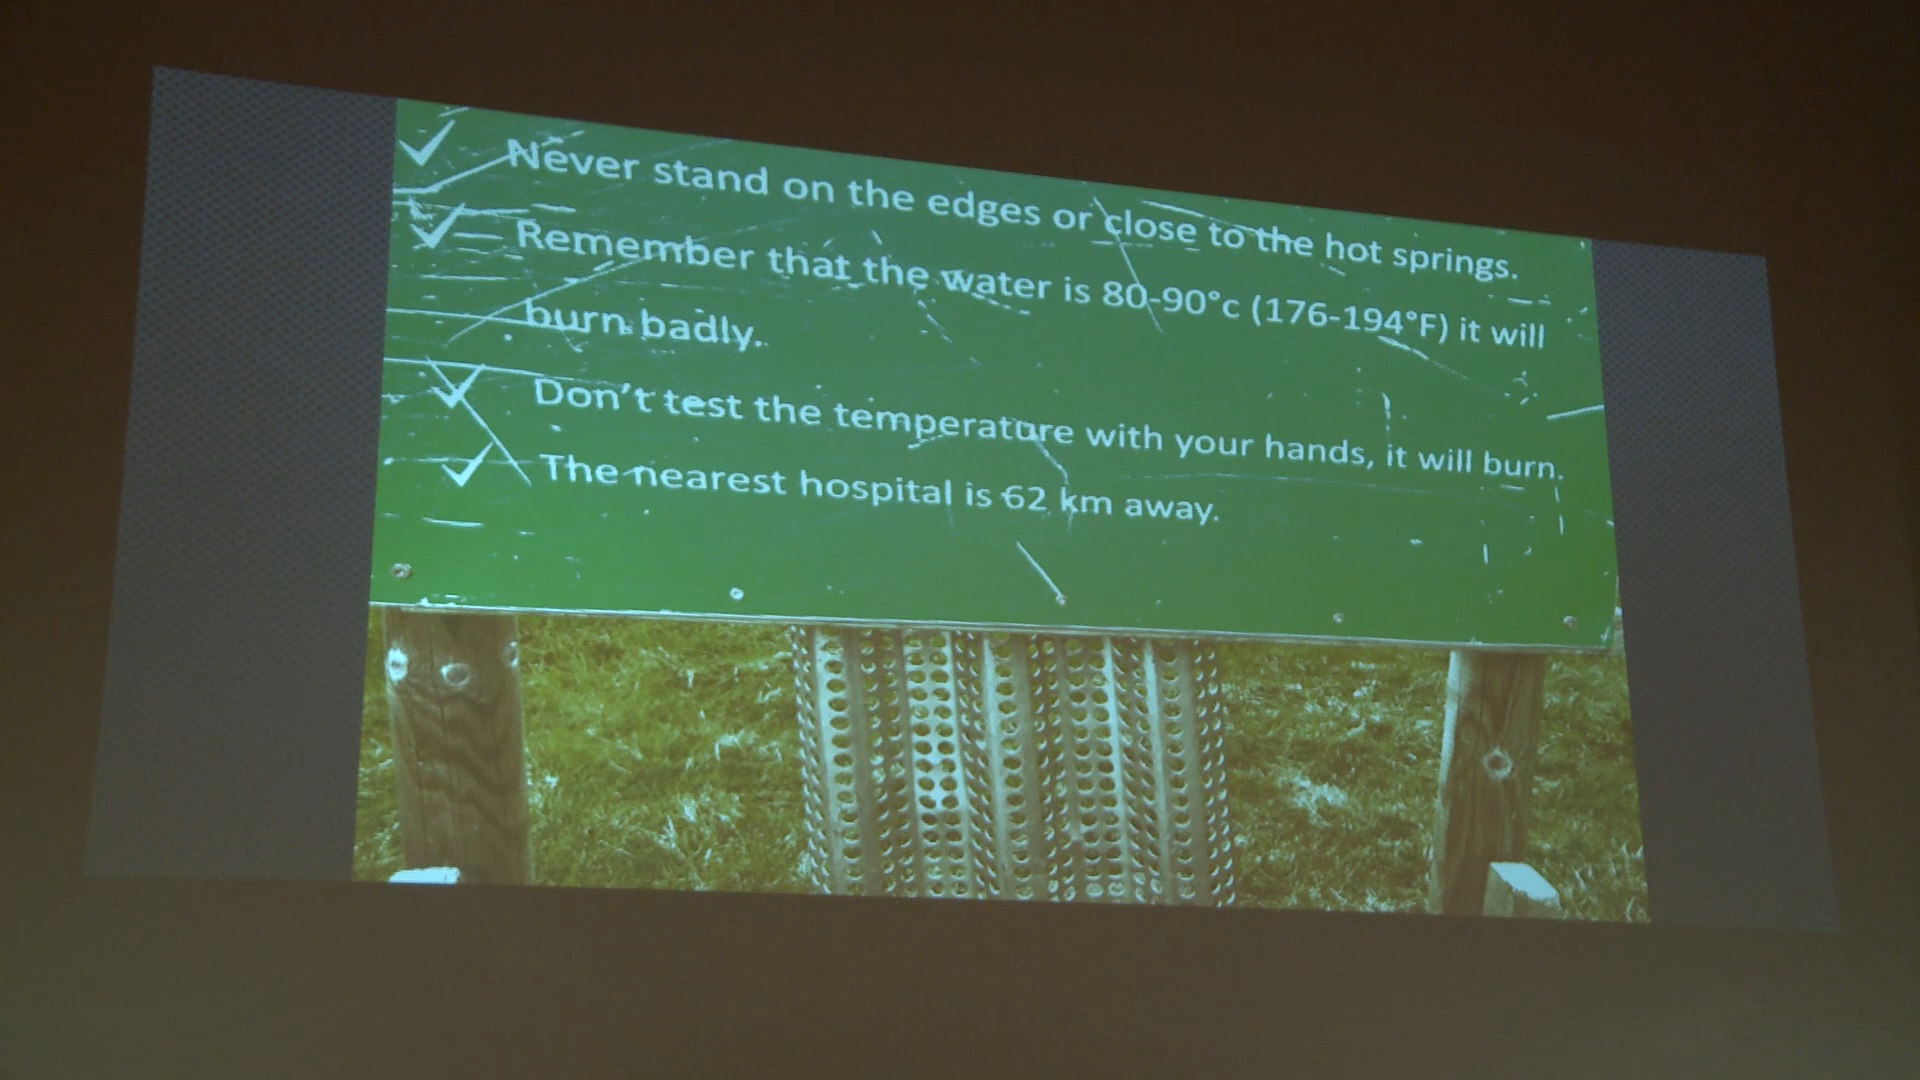 Never stand on the edges or close to the hot springs.
Remember that the water is 80-90°c (176-194°F) it will
burn badly.
Don't test the temperature with your hands, it will burn.
The nearest hospital is 62 km away.